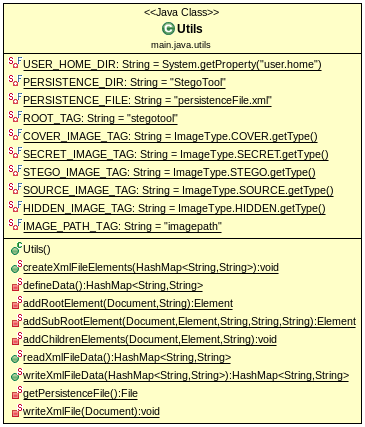 <<Java Class>>
Utils
main.java.utils
USER_HOME_DIR: String = System.getProperty("user.home")
PERSISTENCE_DIR: String = "StegoTool"
PERSISTENCE_FILE: String = "persistenceFile.xml"
ROOT_TAG: String = "stegotool"
COVER_IMAGE_TAG: String = ImageType.COVER.getType()
SECRET_IMAGE_TAG: String = ImageType.SECRET.getType()
STEGO_IMAGE_TAG: String = ImageType.STEGO.getType()
SOURCE_IMAGE_TAG: String = ImageType.SOURCE.getType()
HIDDEN_IMAGE_TAG: String = ImageType.HIDDEN.getType()
IMAGE_PATH_TAG: String = "imagepath"
Utils()
createXmlFileElements(HashMap<String,String>):void
defineData():HashMap<String,String>
addRootElement(Document,String):Element
addSubRootElement(Document,Element,String,String,String):Element
addChildrenElements(Document,Element,String):void
readXmlFileData():HashMap<String,String>
writeXmlFileData(HashMap<String,String>):HashMap<String,String>
getPersistenceFile():File
writeXmlFile(Document):void